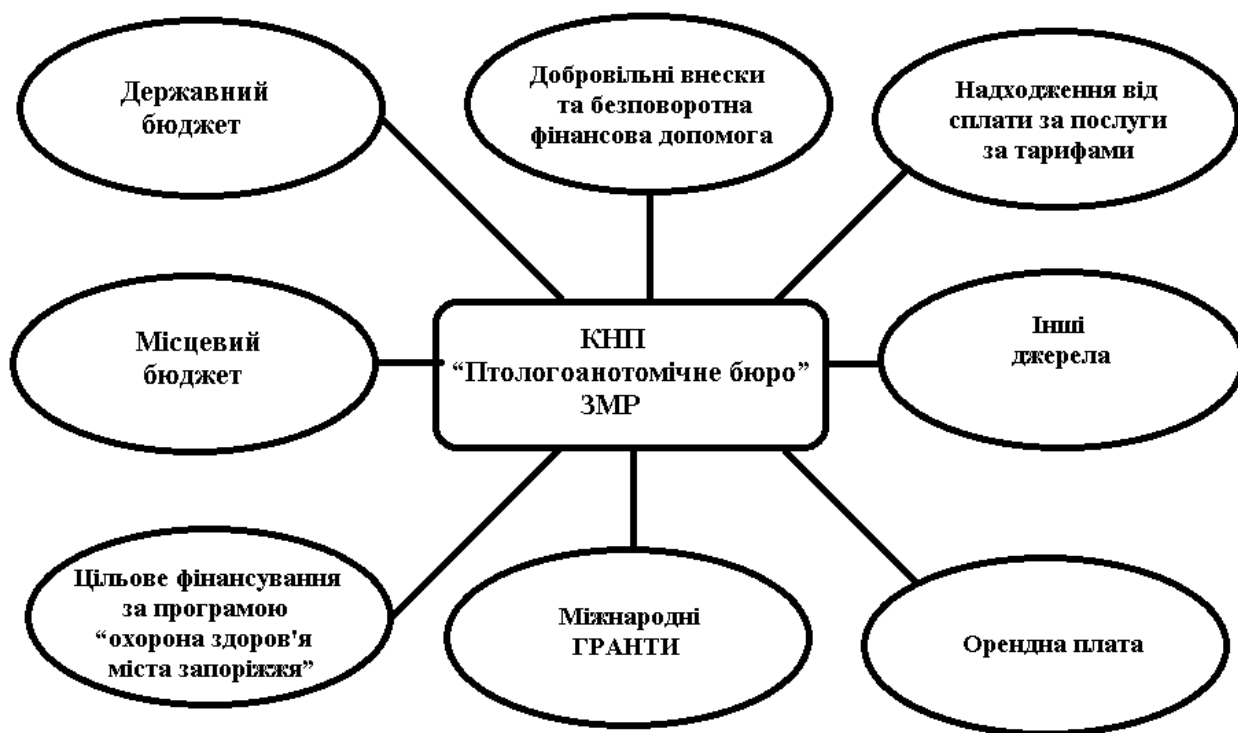 Державний
бюджет
Добровільні внески
та безповоротна
фінансова допомога
Надходження від
сплати за послуги
за тарифами
Місцевий
бюджет
КНП
“Птологоанотомічне бюро”
ЗМР
Інші
джерела
Цільове фінансування
за програмою
“охорона здоров'я
міста запоріжжя”
Міжнародні
ГРАНТИ
Орендна плата